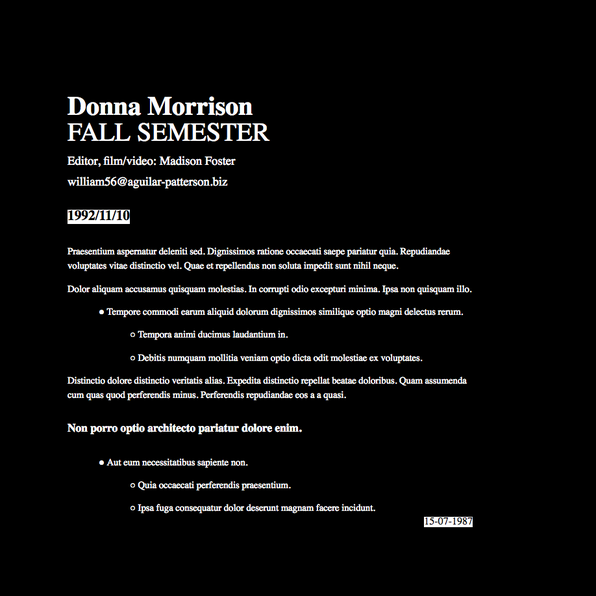 Donna Morrison
FALL SEMESTER
Editor, film/video: Madison Foster
william56@aguilar-patterson.biz
1992/11/10
Praesentium aspernatur deleniti sed. Dignissimos ratione occaecati saepe pariatur quia. Repudiandae
voluptates vitae distinctio vel. Quae et repellendus non soluta impedit sunt nihil neque.
Dolor aliquam accusamus quisquam molestias. In corrupti odio excepturi minima. Ipsa non quisquam illo.
Tempore commodi earum aliquid dolorum dignissimos similique optio magni delectus rerum.
Tempora animi ducimus laudantium in.
Debitis numquam mollitia veniam optio dicta odit molestiae ex voluptates.
Distinctio dolore distinctio veritatis alias. Expedita distinctio repellat beatae doloribus. Quam assumenda
cum quas quod perferendis minus. Perferendis repudiandae eos a a quasi.
Non porro optio architecto pariatur dolore enim.
Aut eum necessitatibus sapiente non.
Quia occaecati perferendis praesentium.
Ipsa fuga consequatur dolor deserunt magnam facere incidunt.
15-07-1987